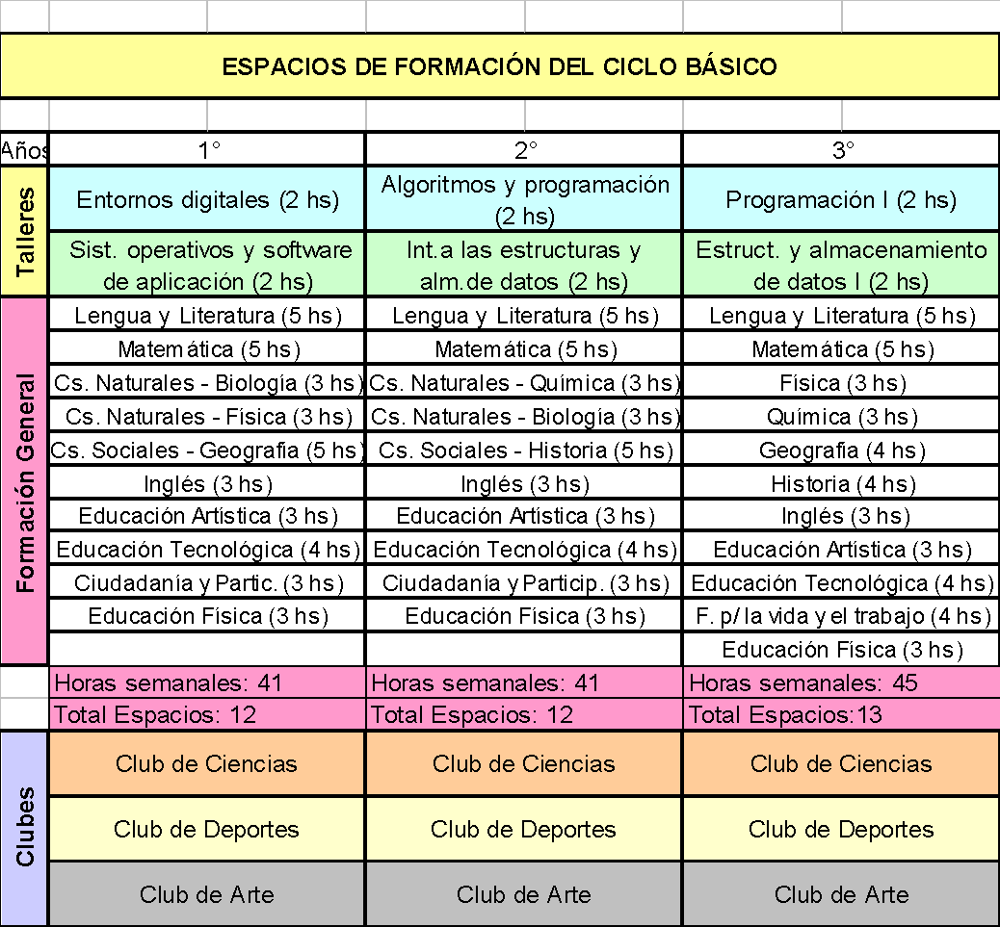 ESPACIOS DE FORMACIÓN DEL CICLO BÁSICO
Años 1° 2° 3°
Talleres
Entornos digitales (2 hs)
Algoritmos y programación
(2 hs)
Programación I (2 hs)
Sist. operativos y software
de aplicación (2 hs)
Int.a las estructuras y
alm.de datos (2 hs)
Estruct. y almacenamiento
de datos I (2 hs)
Formación General
Lengua y Literatura (5 hs) Lengua y Literatura (5 hs) Lengua y Literatura (5 hs)
Matemática (5 hs) Matemática (5 hs) Matemática (5 hs)
Cs. Naturales - Biología (3 hs) Cs. Naturales - Química (3 hs) Física (3 hs)
Cs. Naturales - Física (3 hs) Cs. Naturales - Biología (3 hs) Química (3 hs)
Cs. Sociales - Geografia (5 hs) Cs. Sociales - Historia (5 hs) Geografia (4 hs)
Inglés (3 hs) Inglés (3 hs) Historia (4 hs)
Educación Artística (3 hs) Educación Artística (3 hs) Inglés (3 hs)
Educación Tecnológica (4 hs) Educación Tecnológica (4 hs) Educación Artística (3 hs)
Ciudadanía y Partic. (3 hs) Ciudadanía y Particip. (3 hs) Educación Tecnológica (4 hs)
Educación Física (3 hs) Educación Física (3 hs) F. p/ la vida y el trabajo (4 hs)
Educación Física (3 hs)
Horas semanales: 41 Horas semanales: 41 Horas semanales: 45
Total Espacios: 12 Total Espacios: 12 Total Espacios:13
Clubes
Club de Ciencias Club de Ciencias Club de Ciencias
Club de Deportes Club de Deportes Club de Deportes
Club de Arte Club de Arte Club de Arte